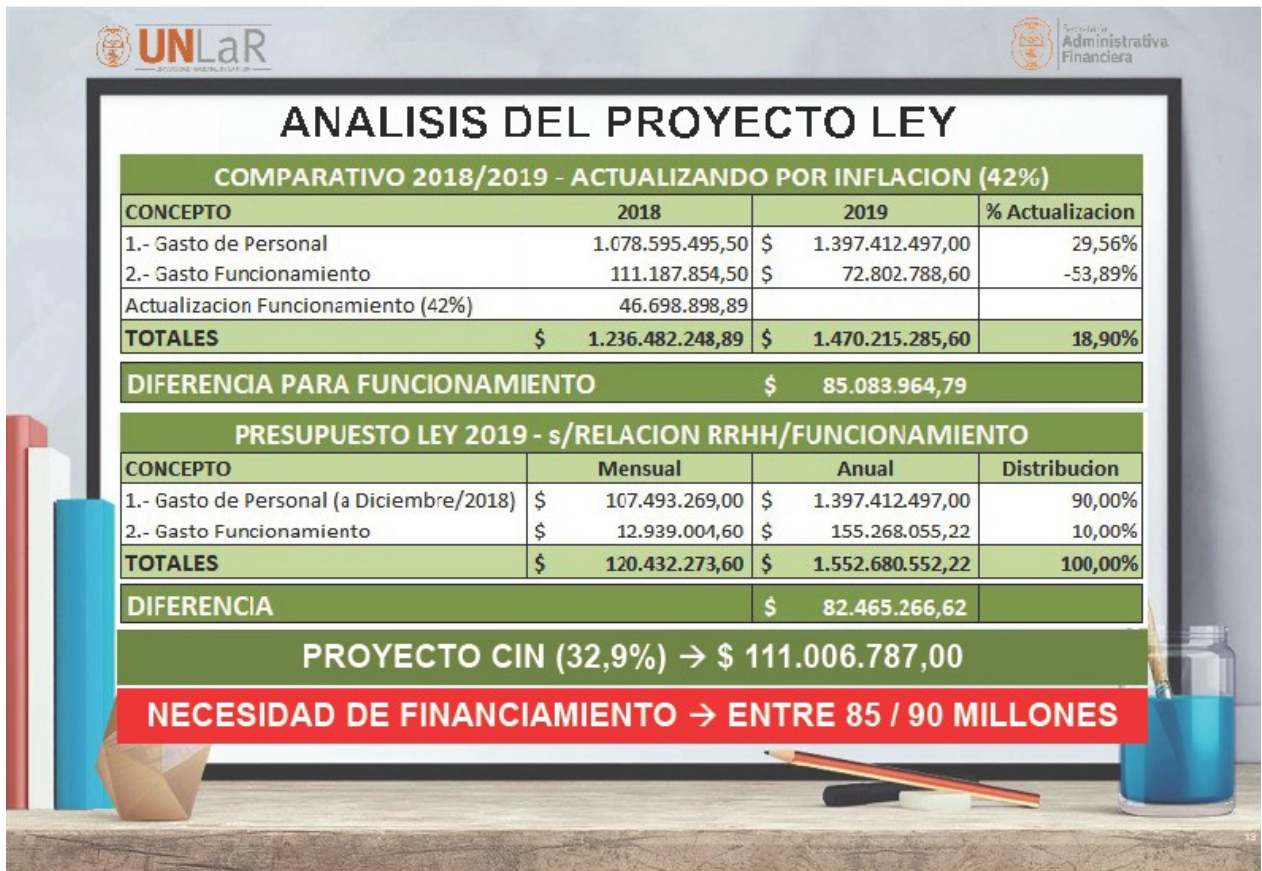 UNLaR
Secretaría
Administrativa
Financiera
ANALISIS DEL PROYECTO LEY
COMPARATIVO 2018/2019 - ACTUALIZANDO POR INFLACION (42%)
CONCEPTO 2018 2019 % Actualizacion
1.- Gasto de Personal 1.078.595.495,50 $ 1.397.412.497,00 29,56%
2.- Gasto Funcionamiento 111.187.854,50 $ 72.802.788,60 -53,89%
Actualizacion Funcionamiento (42%) 46.698.898,89
TOTALES $ 1.236.482.248,89 $ 1.470.215.285,60 18,90%
DIFERENCIA PARA FUNCIONAMIENTO $ 85.083.964,79
PRESUPUESTO LEY 2019 - s/RELACION RRHH/FUNCIONAMIENTO
CONCEPTO Mensual Anual Distribucion
1.- Gasto de Personal (a Diciembre/2018) $ 107.493.269,00 $ 1.397.412.497,00 90,00%
2.- Gasto Funcionamiento $ 12.939.004,60 $ 155.268.055,22 10,00%
TOTALES $ 120.432.273,60 $ 1.552.680.552,22 100,00%
DIFERENCIA $ 82.465.266,62
PROYECTO CIN (32,9%) → $ 111.006.787,00
NECESIDAD DE FINANCIAMIENTO → ENTRE 85 / 90 MILLONES
13